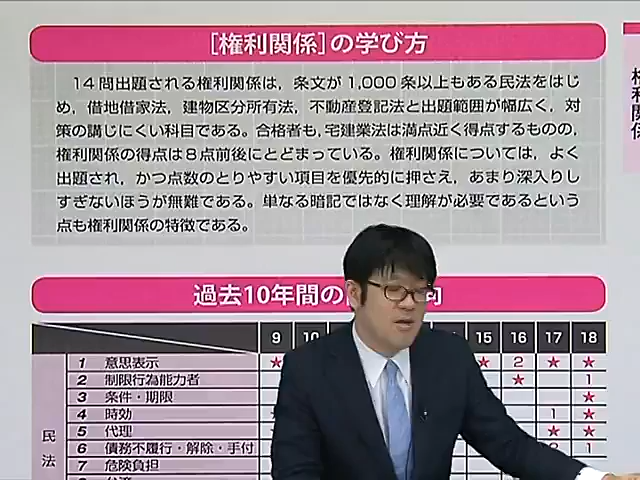 [権利関係]の学び方
14問出題される権利関係は，条文が1,000条以上もある民法をはじ
め，借地借家法，建物区分所有法，不動産登記法と出題範囲が幅広く，対
策の講じにくい科目である。合格者も，宅建業法は満点近く得点するものの，
権利関係の得点は8点前後にとどまっている。権利関係については，よく
出題され，かつ点数のとりやすい項目を優先的に押さえ，あまり深入りし
すぎないほうが無難である。単なる暗記ではなく理解が必要であるという
点も権利関係の特徴である。
権利関係
過去10年間の 向
9 10 15 16 17 18
民法
1 意思表示 ★ ★ 2 ★ ★
2 制限行為能力者 ★ 1
3 条件・期限 ★
4 時効 1 ★
5 代理 ★ ★
6 債務不履行・解除・手付 1
7 危険負担